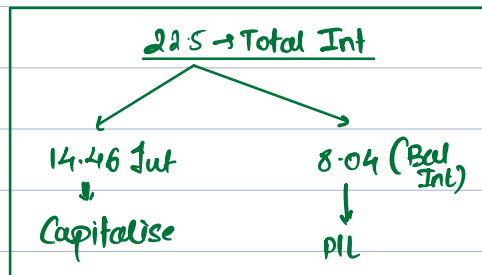 22.5 → Total Int
14.46 Int
8.04 (Bal Int)
Capitalise
P/L